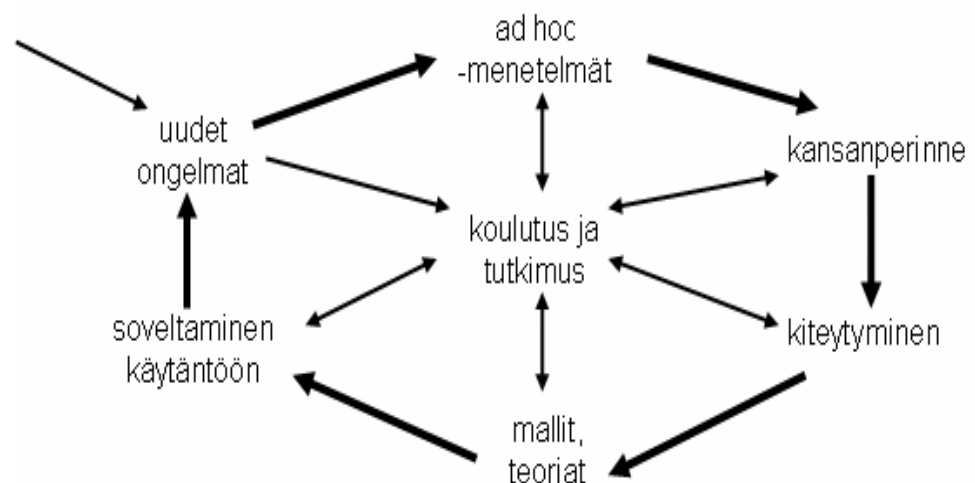 ad hoc
-menetelmät
uudet
ongelmat
kansanperinne
koulutus ja
tutkimus
soveltaminen
käytäntöön
kiteytyminen
mallit,
teoriat